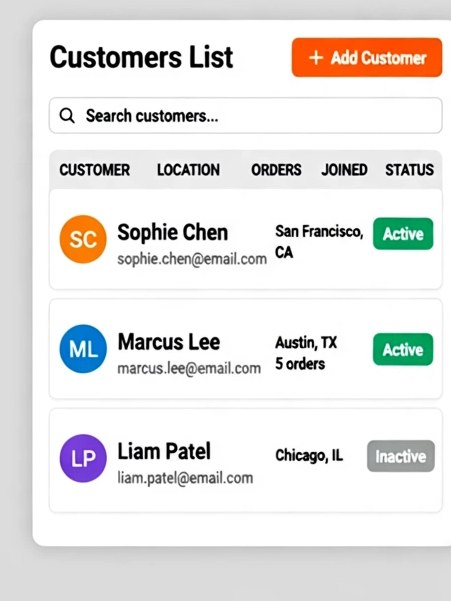 Customers List
+ Add Customer
Search customers...
CUSTOMER LOCATION ORDERS JOINED STATUS
SC
Sophie Chen
sophie.chen@email.com
San Francisco,
CA
Active
ML
Marcus Lee
marcus.lee@email.com
Austin, TX
5 orders
Active
LP
Liam Patel
liam.patel@email.com
Chicago, IL
Inactive